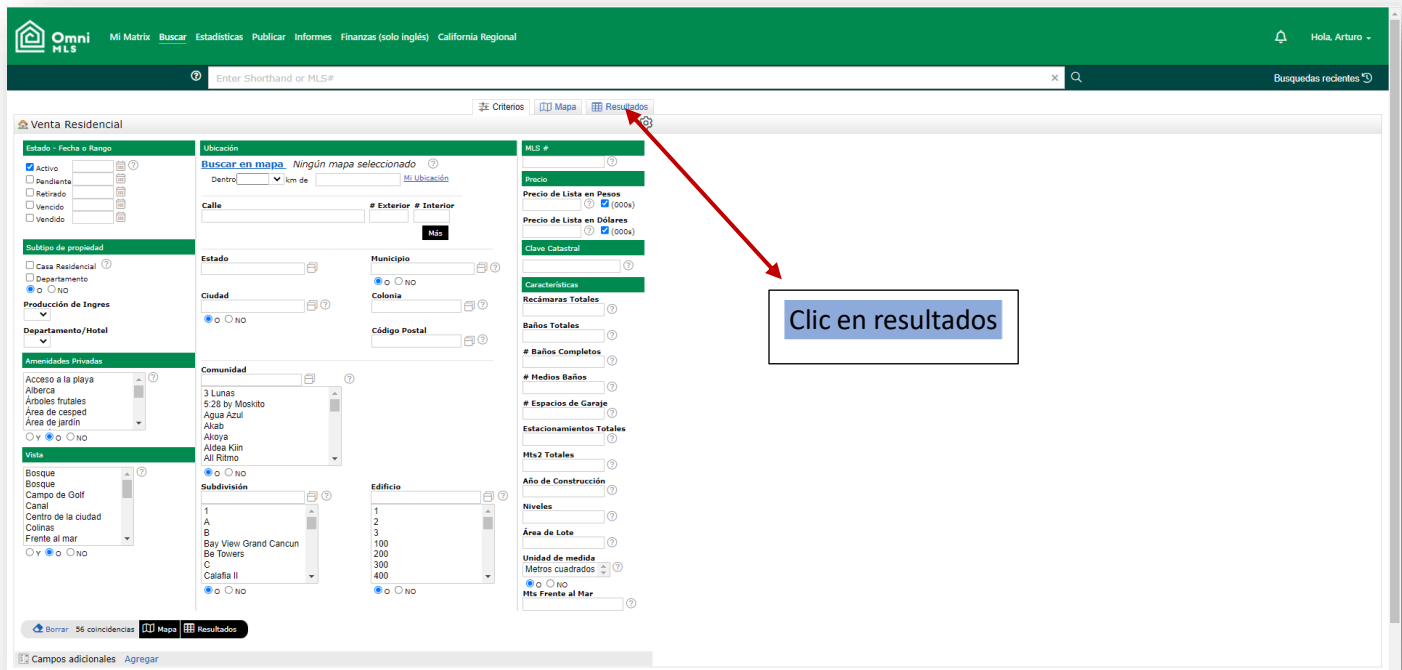 Omni MLS
Mi Matrix Buscar Estadísticas Publicar Informes Finanzas (solo inglés) California Regional
Hola, Arturo
Enter Shorthand or MLS#
Busquedas recientes
Criterios Mapa Resultados
Venta Residencial
Estado - Fecha o Rango
Activo
Pendiente
Retirado
Vencido
Vendido
Subtipo de propiedad
Casa Residencial
Departamento
O NO
Producción de Ingres
Departamento/Hotel
Amenidades Privadas
Acceso a la playa
Alberca
Árboles frutales
Área de cesped
Área de jardín
Y O NO
Vista
Bosque
Bosque
Campo de Golf
Canal
Centro de la ciudad
Colinas
Frente al mar
Y O NO
Ubicación
Buscar en mapa Ningún mapa seleccionado
Dentro km de Mi Ubicación
Calle # Exterior # Interior
Más
Estado Municipio
O NO
Ciudad Colonia
O NO
Código Postal
Comunidad
3 Lunas
5:28 by Moskito
Agua Azul
Akab
Akoya
Aldea Kiin
All Ritmo
O NO
Subdivisión
1
A
B
Bay View Grand Cancun
Be Towers
C
Calafia II
O NO
Edificio
1
2
3
100
200
300
400
O NO
MLS #
Precio
Precio de Lista en Pesos
(000s)
Precio de Lista en Dólares
(000s)
Clave Catastral
Características
Recámaras Totales
Baños Totales
# Baños Completos
# Medios Baños
# Espacios de Garaje
Estacionamientos Totales
Mts2 Totales
Año de Construcción
Niveles
Área de Lote
Unidad de medida
Metros cuadrados
O NO
Mts Frente al Mar
Clic en resultados
Borrar 56 coincidencias Mapa Resultados
Campos adicionales Agregar